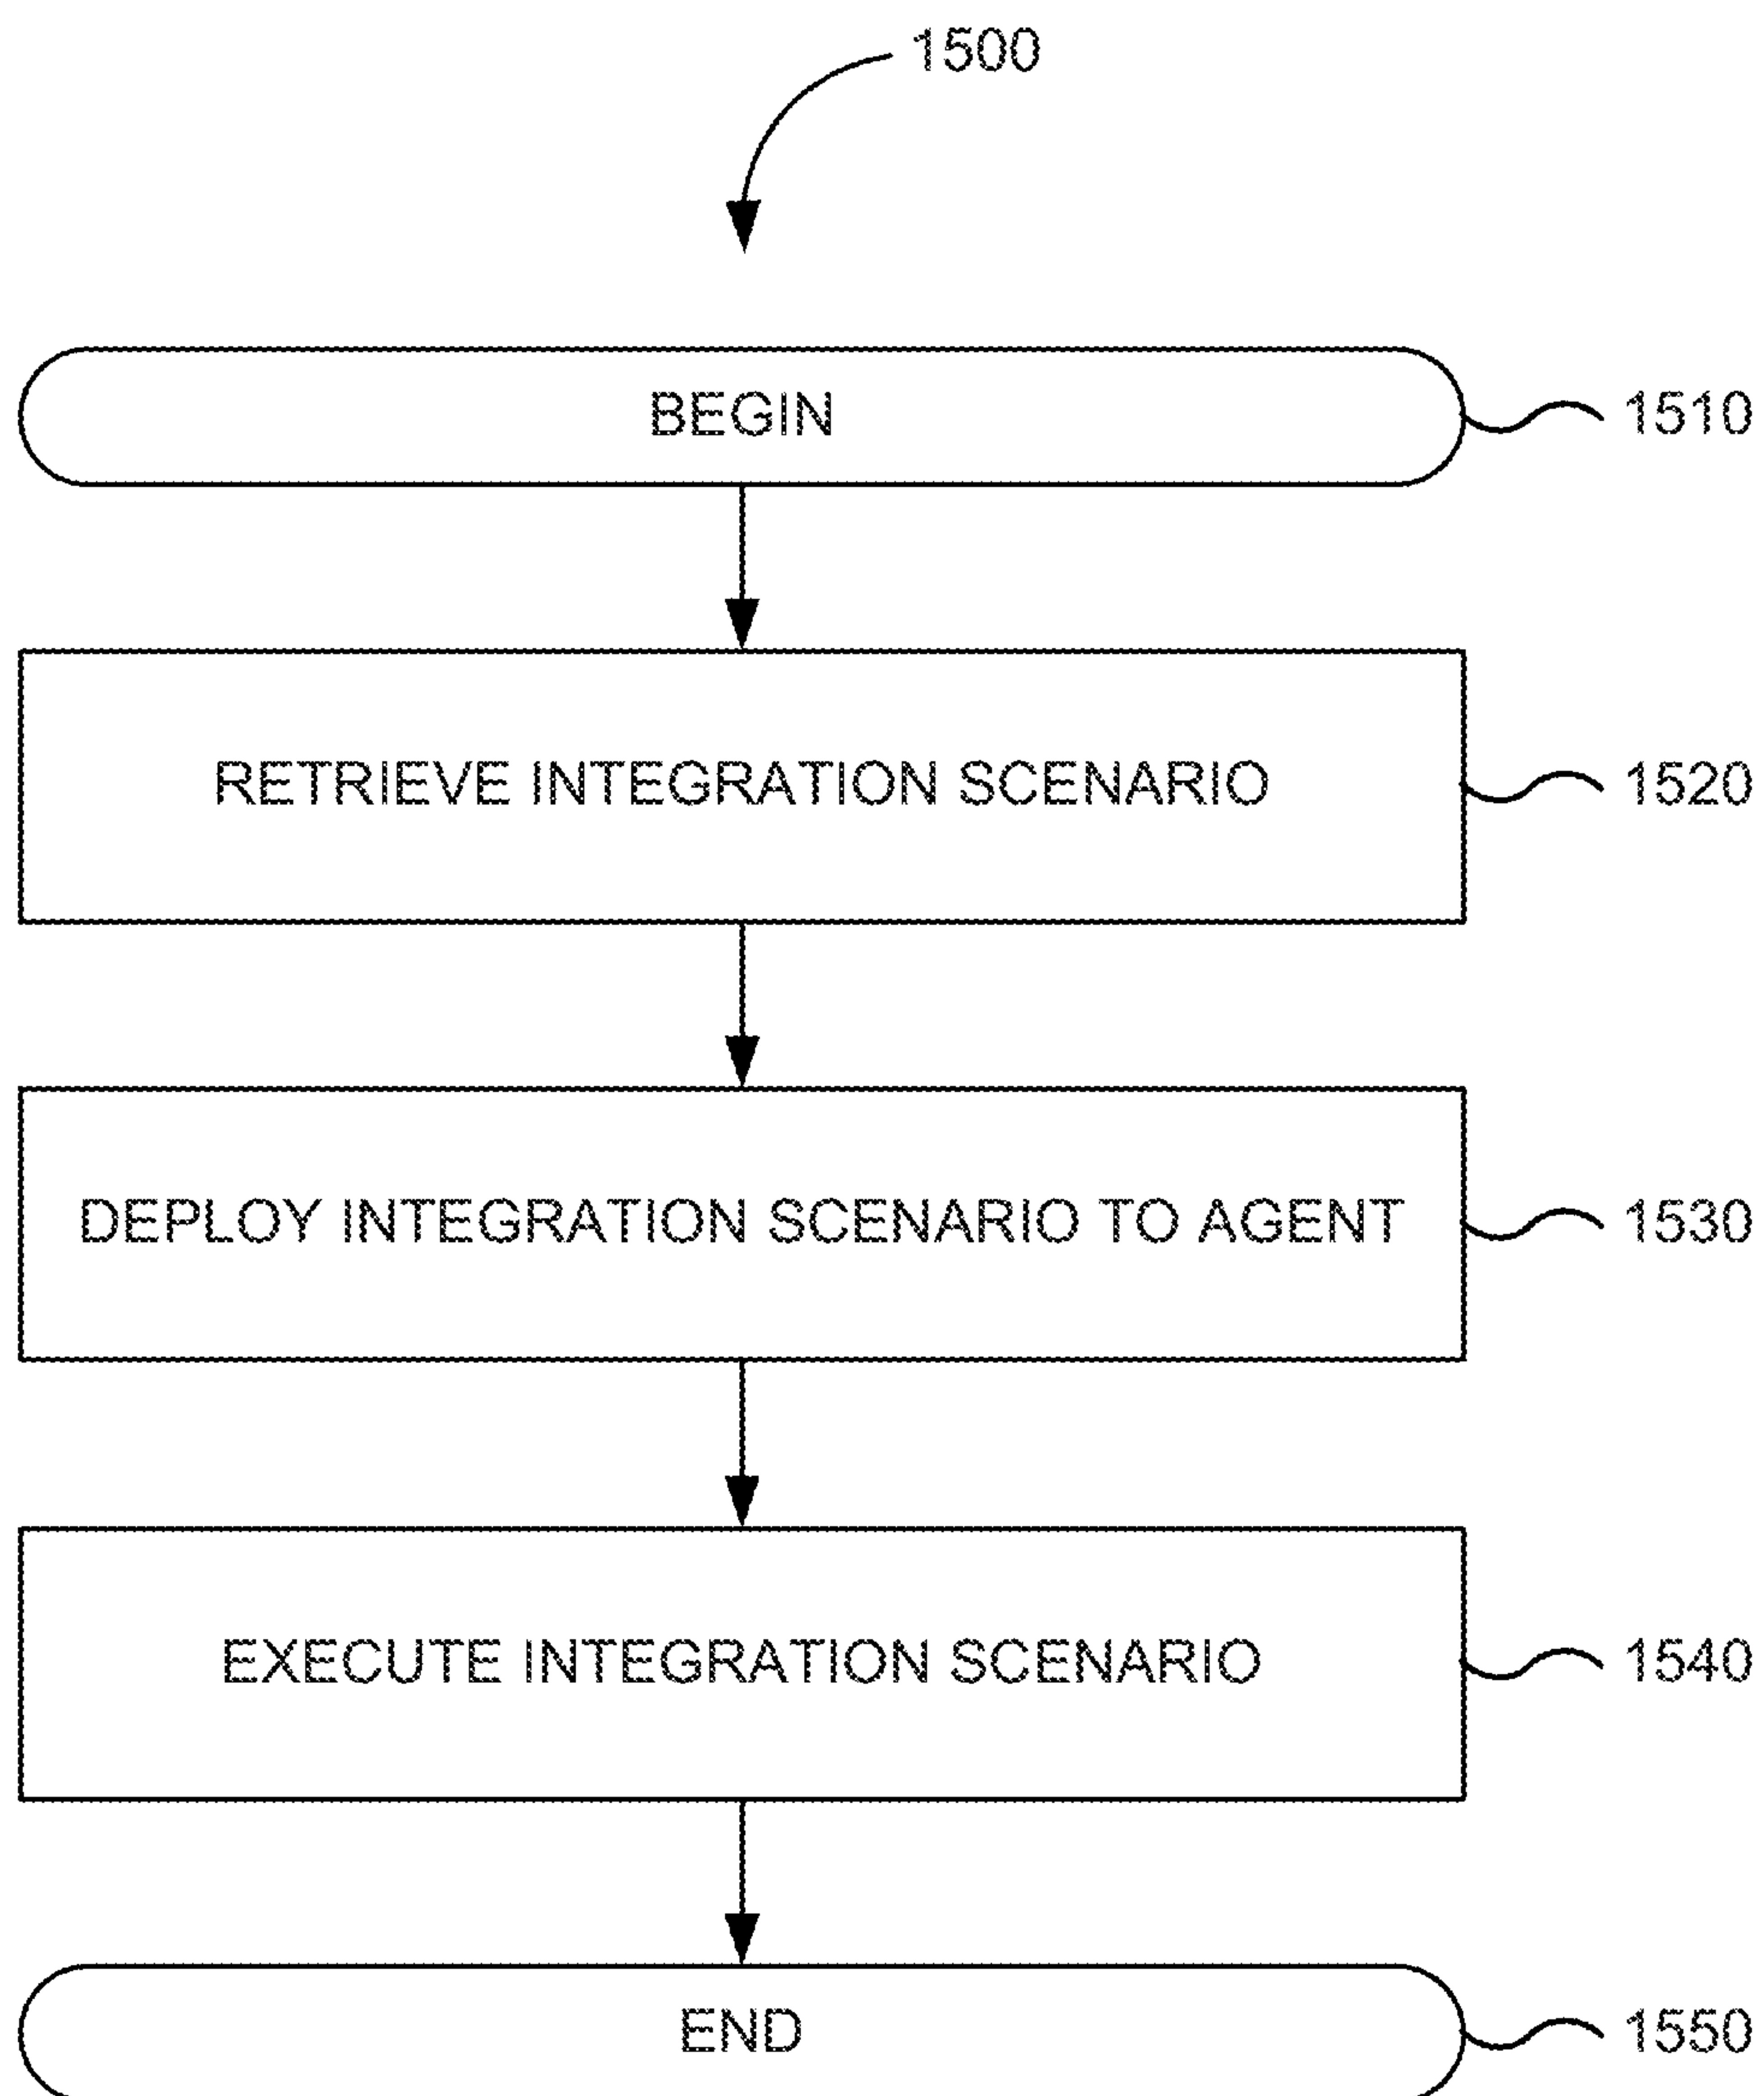 1500
BEGIN
1510
RETRIEVE INTEGRATION SCENARIO
1520
DEPLOY INTEGRATION SCENARIO TO AGENT
1530
EXECUTE INTEGRATION SCENARIO
1540
END
1550